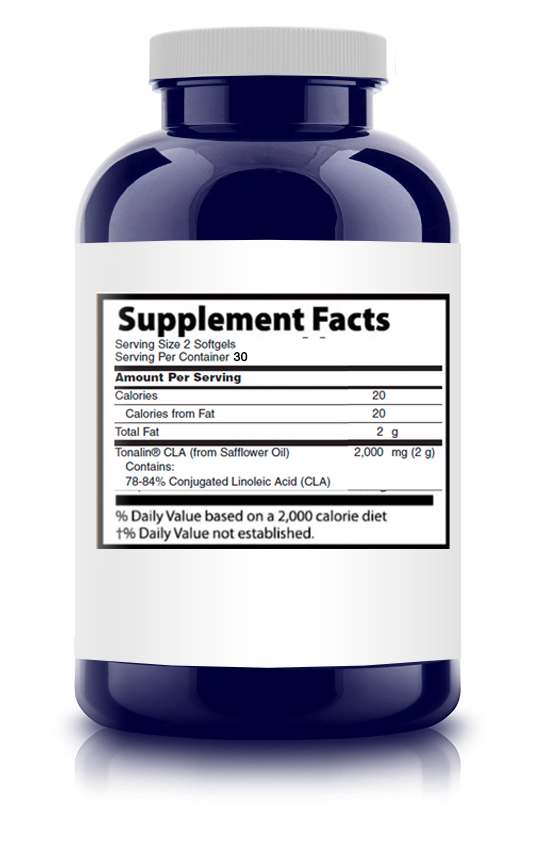 Supplement Facts
Serving Size 2 Softgels
Serving Per Container 30
Amount Per Serving
Calories 20
Calories from Fat 20
Total Fat 2 g
Tonalin® CLA (from Safflower Oil) 2,000 mg (2 g)
Contains:
78-84% Conjugated Linoleic Acid (CLA)
% Daily Value based on a 2,000 calorie diet
†% Daily Value not established.